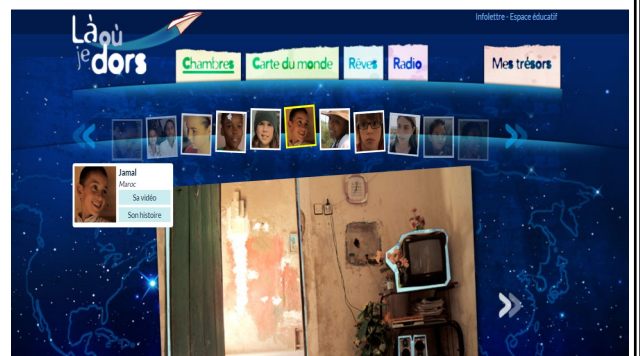 Infolettre - Espace éducatif
Là où
je dors
Chambres Carte du monde Rêves Radio Mes trésors
Jamal
Maroc
Sa vidéo
Son histoire